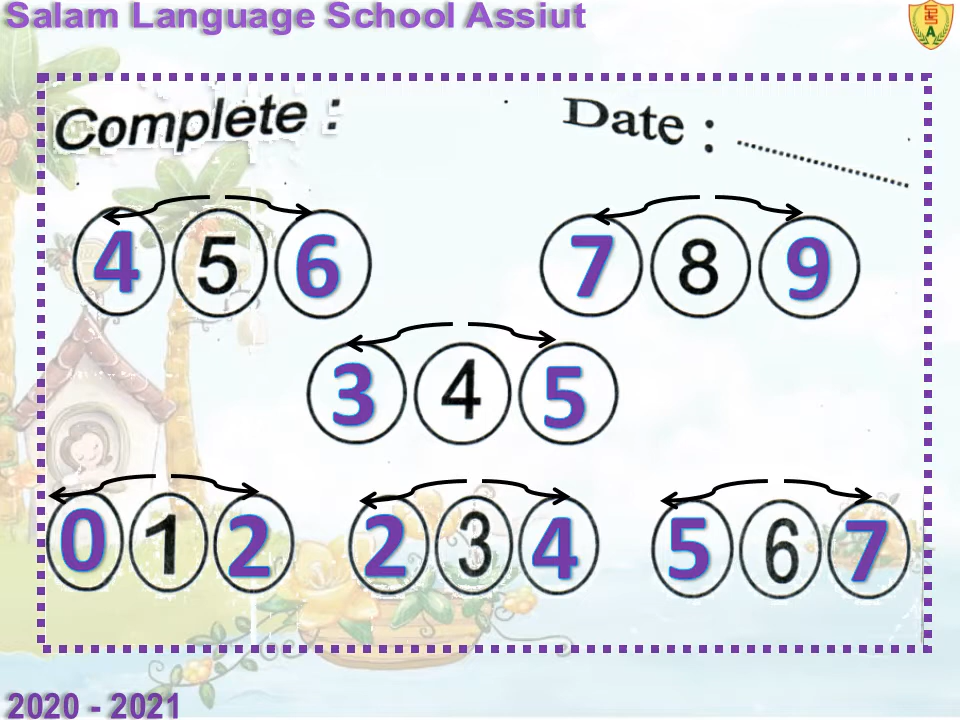 Salam Language School Assiut
Complete : Date : ....................
4 5 6 7 8 9
3 4 5
0 1 2 2 3 4 5 6 7
2020 - 2021